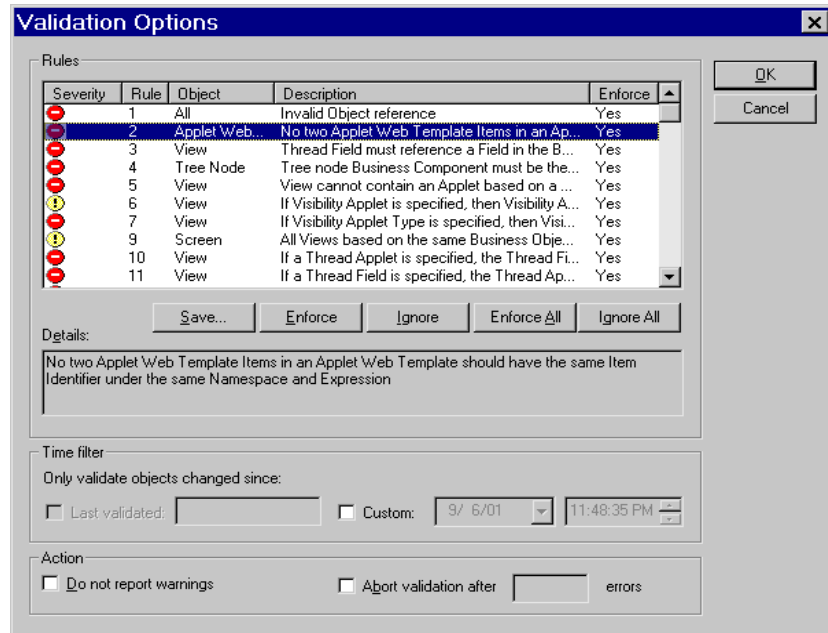 Validation Options
Rules
OK
Cancel
Severity Rule Object Description Enforce
1 All Invalid Object reference Yes
2 Applet Web... No two Applet Web Template Items in an Ap... Yes
3 View Thread Field must reference a Field in the B... Yes
4 Tree Node Tree node Business Component must be the... Yes
5 View View cannot contain an Applet based on a ... Yes
6 View If Visibility Applet is specified, then Visibility A... Yes
7 View If Visibility Applet Type is specified, then Visi... Yes
9 Screen All Views based on the same Business Obje... Yes
10 View If a Thread Applet is specified, the Thread Fi... Yes
11 View If a Thread Field is specified, the Thread Ap... Yes
Save... Enforce Ignore Enforce All Ignore All
Details:
No two Applet Web Template Items in an Applet Web Template should have the same Item
Identifier under the same Namespace and Expression
Time filter
Only validate objects changed since:
Last validated: Custom: 9/ 6/01 11:48:35 PM
Action
Do not report warnings Abort validation after errors